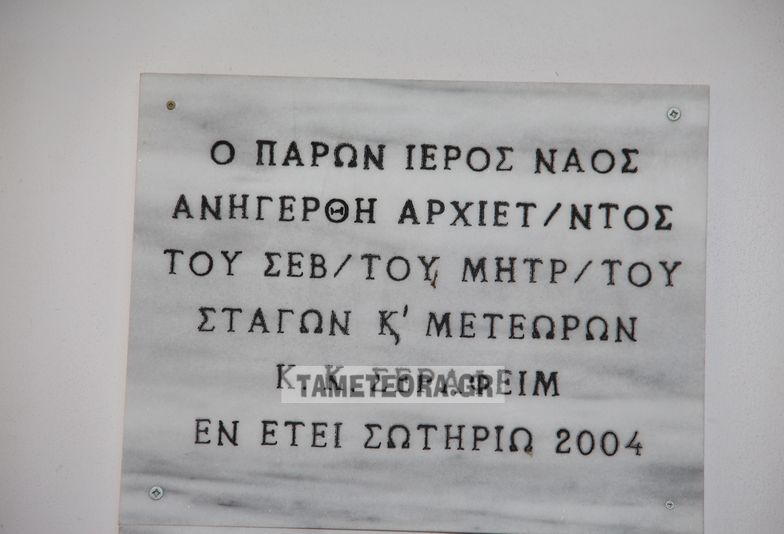 Ο ΠΑΡΩΝ ΙΕΡΟΣ ΝΑΟΣ
ΑΝΗΓΕΡΘΗ ΑΡΧΙΕΤ/ΝΤΟΣ
ΤΟΥ ΣΕΒ/ΤΟΥ ΜΗΤΡ/ΤΟΥ
ΣΤΑΓΩΝ Κ' ΜΕΤΕΩΡΩΝ
Κ. Κ. ΣΕΡΑΦΕΙΜ
TAMETEORA.GR
ΕΝ ΕΤΕΙ ΣΩΤΗΡΙΩ 2004